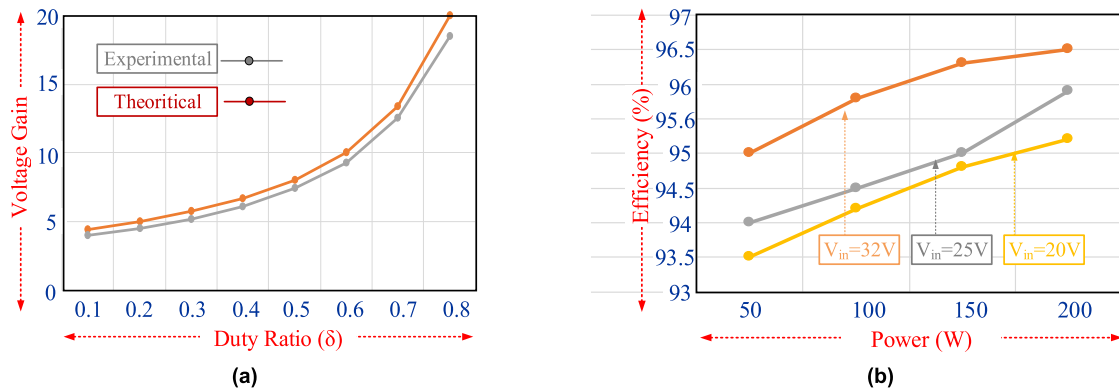 20
15
10
5
0
Voltage Gain
Experimental
Theoritical
0.1 0.2 0.3 0.4 0.5 0.6 0.7 0.8
Duty Ratio (δ)
(a)
97
96.5
96
95.6
95
94.5
94
93.5
93
Efficiency (%)
Vin=32V
Vin=25V
Vin=20V
50 100 150 200
Power (W)
(b)